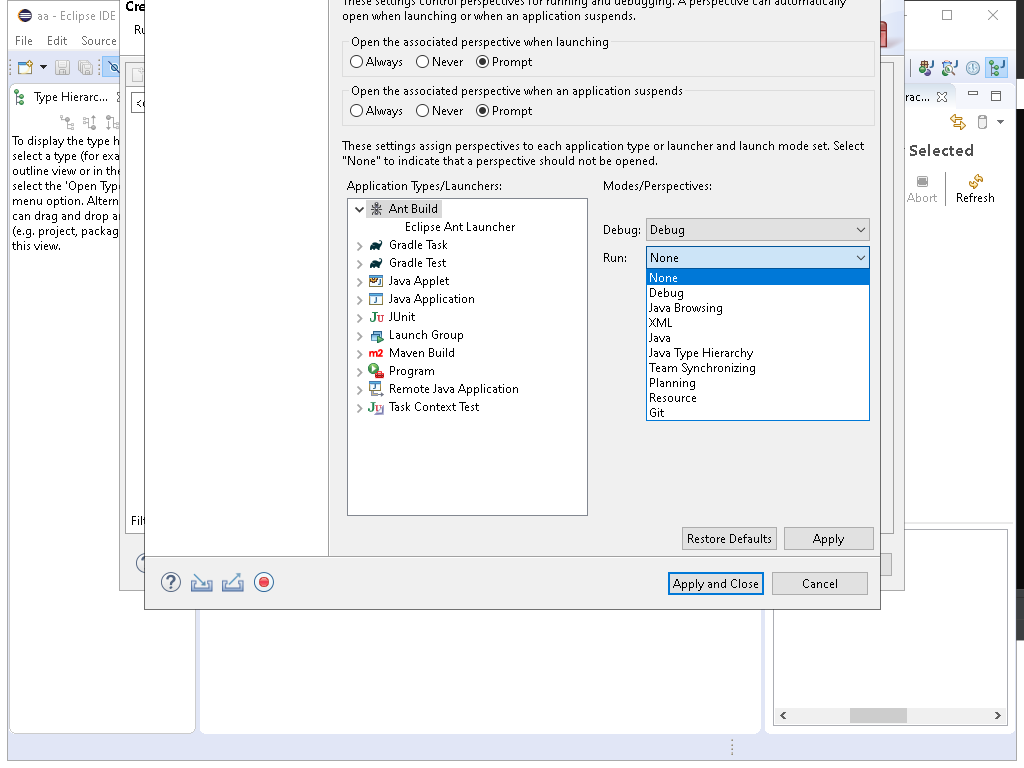 aa - Eclipse IDE
File Edit Source
Type Hierarc...
To display the type h
select a type (for exa
outline view or in the
select the 'Open Type
menu option. Altern
can drag and drop an
(e.g. project, packag
this view.
Cre
Ru
Filt
These settings control perspectives for running and debugging. A perspective can automatically
open when launching or when an application suspends.
Open the associated perspective when launching
Always Never Prompt
Open the associated perspective when an application suspends
Always Never Prompt
These settings assign perspectives to each application type or launcher and launch mode set. Select
"None" to indicate that a perspective should not be opened.
Application Types/Launchers:
Ant Build
Eclipse Ant Launcher
Gradle Task
Gradle Test
Java Applet
Java Application
JUnit
Launch Group
Maven Build
Program
Remote Java Application
Task Context Test
Modes/Perspectives:
Debug: Debug
Run: None
None
Debug
Java Browsing
XML
Java
Java Type Hierarchy
Team Synchronizing
Planning
Resource
Git
Restore Defaults Apply
Apply and Close Cancel
rac...
Selected
Abort Refresh